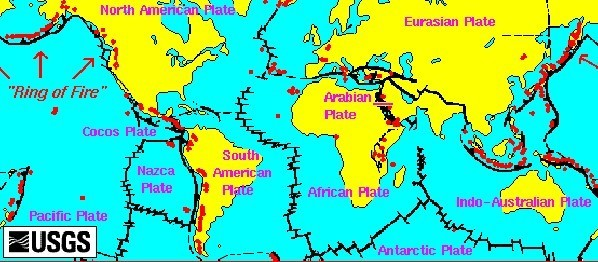 North American Plate
Eurasian Plate
"Ring of Fire"
Arabian
Plate
Cocos Plate
Nazca
Plate
South
American
Plate
African Plate
Indo-Australian Plate
Pacific Plate
Antarctic Plate
USGS